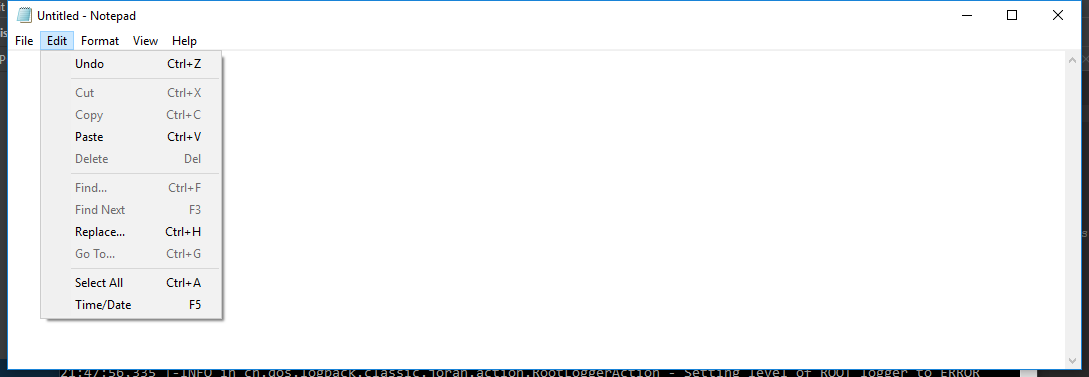 Untitled - Notepad
File Edit Format View Help
Undo Ctrl+Z
Cut Ctrl+X
Copy Ctrl+C
Paste Ctrl+V
Delete Del
Find... Ctrl+F
Find Next F3
Replace... Ctrl+H
Go To... Ctrl+G
Select All Ctrl+A
Time/Date F5
21:47:56.335 |-INFO in ch.qos.logback.classic.joran.action.RootLoggerAction - Setting level of ROOT logger to ERROR